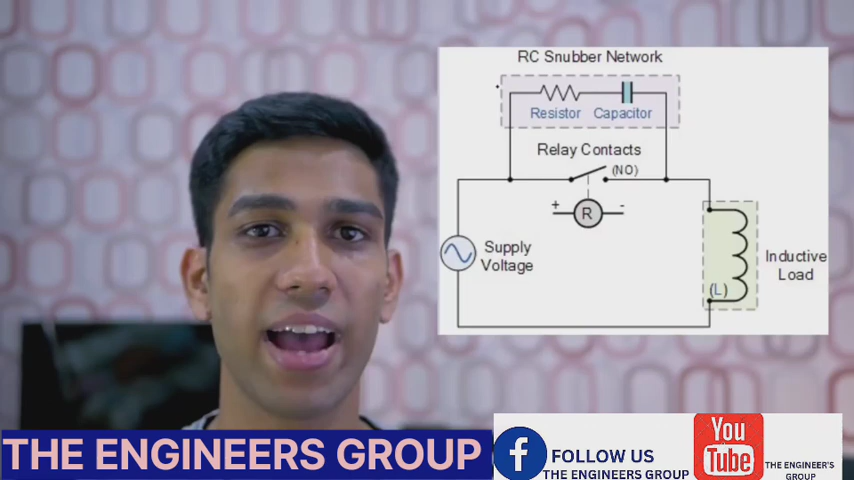 RC Snubber Network
Resistor Capacitor
Relay Contacts
(NO)
+ -
R
Supply
Voltage
Inductive
Load
(L)
THE ENGINEERS GROUP
f
FOLLOW US
THE ENGINEERS GROUP
You
Tube
THE ENGINEER'S
GROUP